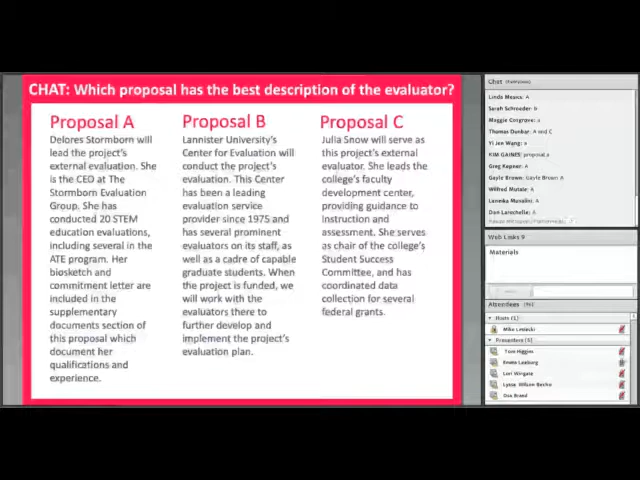 CHAT: Which proposal has the best description of the evaluator?
Proposal A
Delores Stormborn will
lead the project's
external evaluation. She
is the CEO at The
Stormborn Evaluation
Group. She has
conducted 20 STEM
education evaluations,
including several in the
ATE program. Her
biosketch and
commitment letter are
included in the
supplementary
documents section of
this proposal which
document her
qualifications and
experience.
Proposal B
Lannister University's
Center for Evaluation will
conduct the project's
evaluation. This Center
has been a leading
evaluation service
provider since 1975 and
has several prominent
evaluators on its staff, as
well as a cadre of capable
graduate students. When
the project is funded, we
will work with the
evaluators there to
further develop and
implement the project's
evaluation plan.
Proposal C
Julia Snow will serve as
this project's external
evaluator. She leads the
college's faculty
development center,
providing guidance to
instruction and
assessment. She serves
as chair of the college's
Student Success
Committee, and has
coordinated data
collection for several
federal grants.
Chat
Linda Mesics: A
Sarah Schroeder: b
Maggie Cosgrove: a
Thomas Dunbar: A and C
Yi Jen Wang: a
KIM GAINES: proposal a
Greg Kepner: A
Gayle Brown: Gayle Brown A
Wilfred Mutale: A
A
Dan Larochelle: A
Web Links 9
Materials
Attendees
Hosts (1)
Mike Lesiecki
Presenters
Tom Higgins
Emma
Lori Wingate
Lyssa Wilson Becho